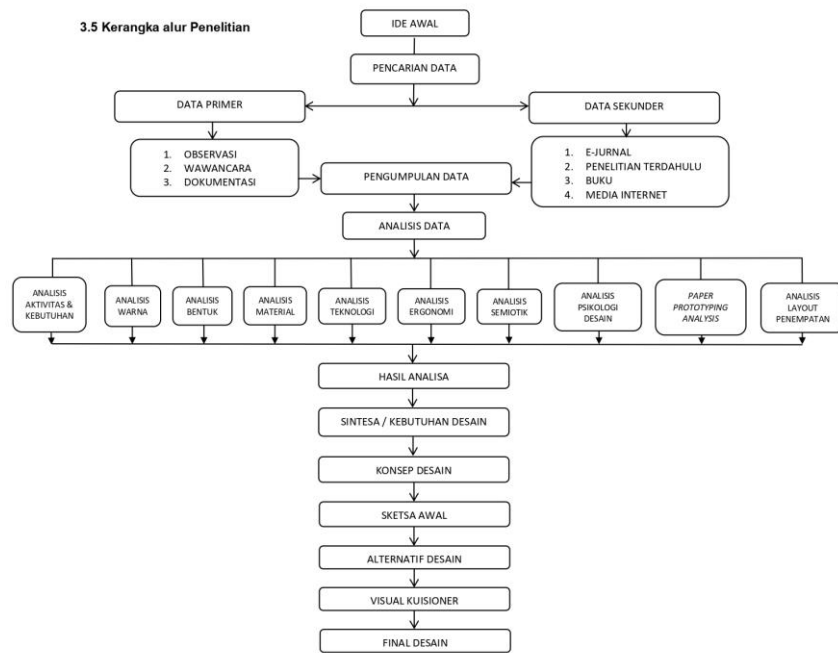 3.5 Kerangka alur Penelitian
IDE AWAL
PENCARIAN DATA
DATA PRIMER
DATA SEKUNDER
1. OBSERVASI
2. WAWANCARA
3. DOKUMENTASI
1. E-JURNAL
2. PENELITIAN TERDAHULU
3. BUKU
4. MEDIA INTERNET
PENGUMPULAN DATA
ANALISIS DATA
ANALISIS
AKTIVITAS &
KEBUTUHAN
ANALISIS
WARNA
ANALISIS
BENTUK
ANALISIS
MATERIAL
ANALISIS
TEKNOLOGI
ANALISIS
ERGONOMI
ANALISIS
SEMIOTIK
ANALISIS
PSIKOLOGI
DESAIN
PAPER
PROTOTYPING
ANALYSIS
ANALISIS
LAYOUT
PENEMPATAN
HASIL ANALISA
SINTESA / KEBUTUHAN DESAIN
KONSEP DESAIN
SKETSA AWAL
ALTERNATIF DESAIN
VISUAL KUISIONER
FINAL DESAIN